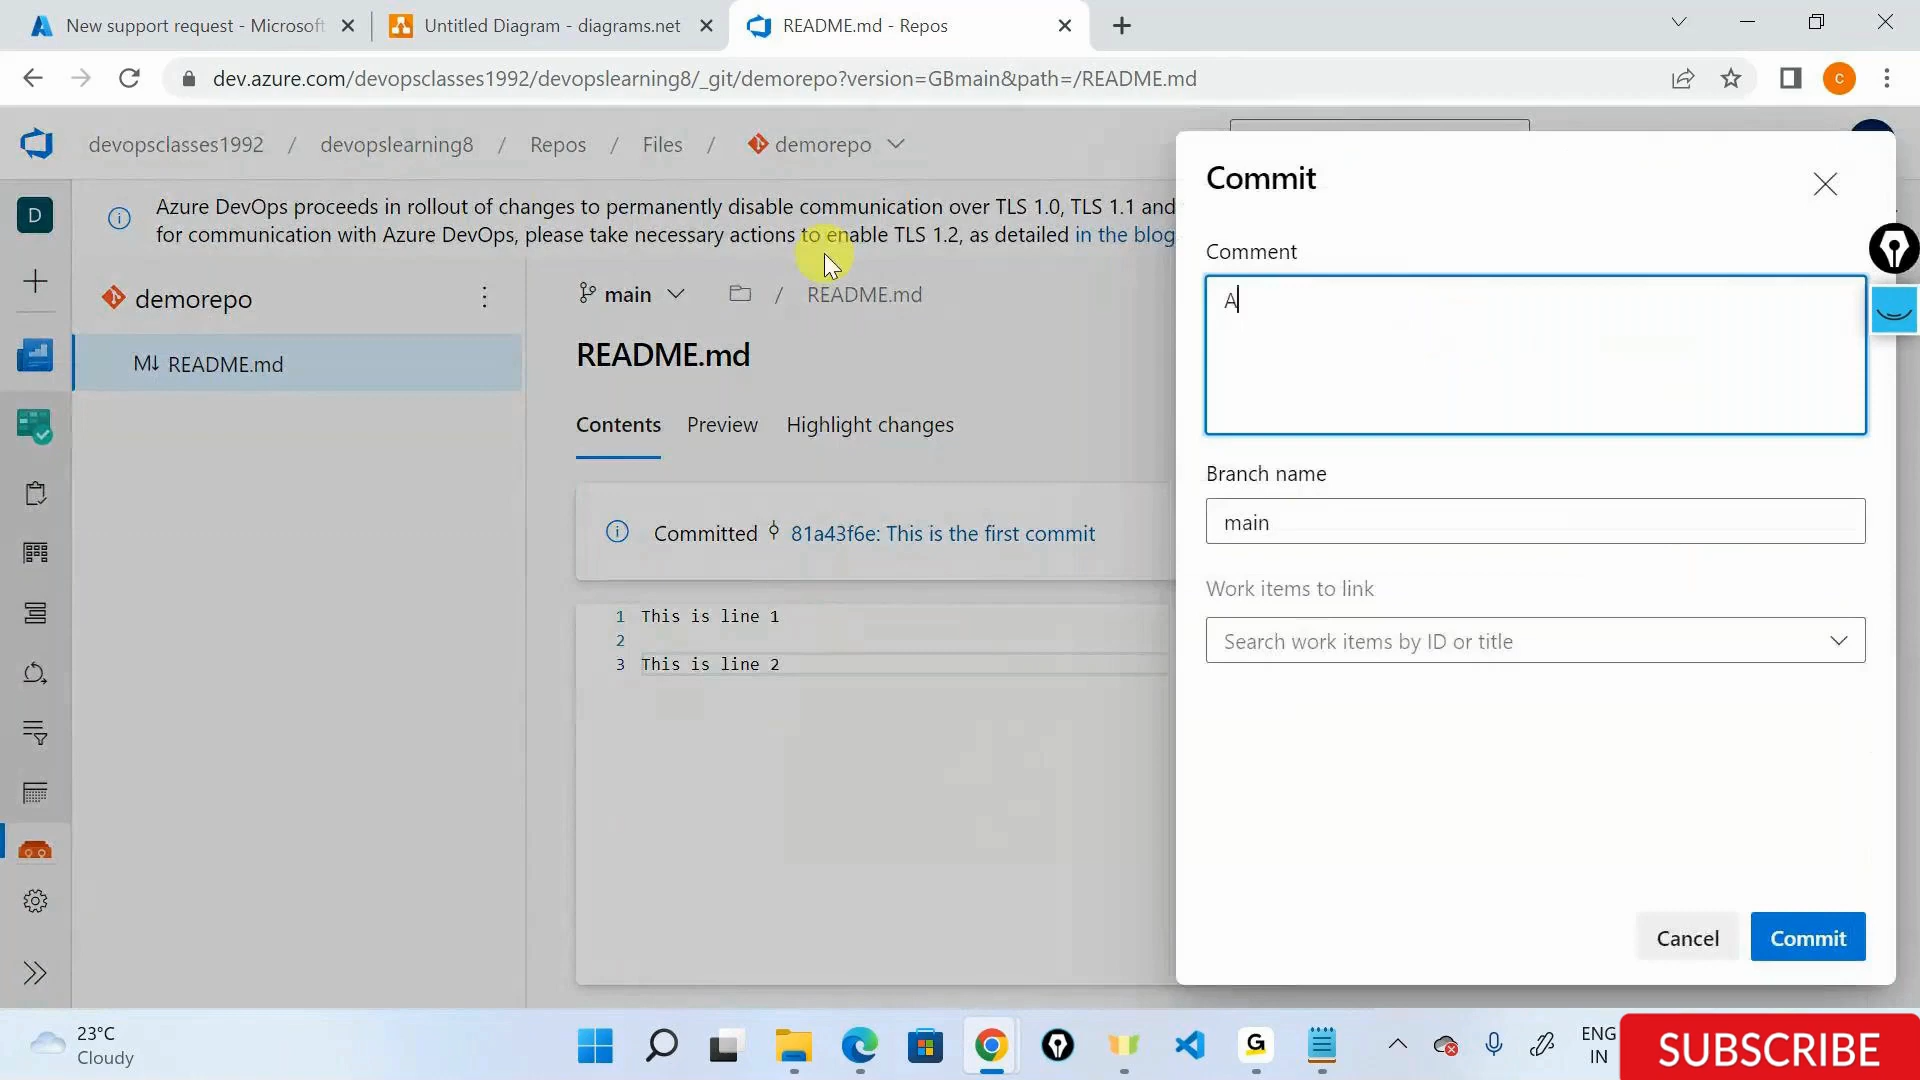 New support request - Microsoft
Untitled Diagram - diagrams.net
README.md - Repos
dev.azure.com/devopsclasses1992/devopslearning8/_git/demorepo?version=GBmain&path=/README.md
C
devopsclasses1992 / devopslearning8 / Repos / Files / demorepo
D
Azure DevOps proceeds in rollout of changes to permanently disable communication over TLS 1.0, TLS 1.1 and
for communication with Azure DevOps, please take necessary actions to enable TLS 1.2, as detailed in the blog
demorepo
README.md
main / README.md
README.md
Contents Preview Highlight changes
Committed 81a43f6e: This is the first commit
1 This is line 1
2
3 This is line 2
Commit
Comment
A
Branch name
main
Work items to link
Search work items by ID or title
Cancel Commit
23°C
Cloudy
G
ENG
IN
SUBSCRIBE